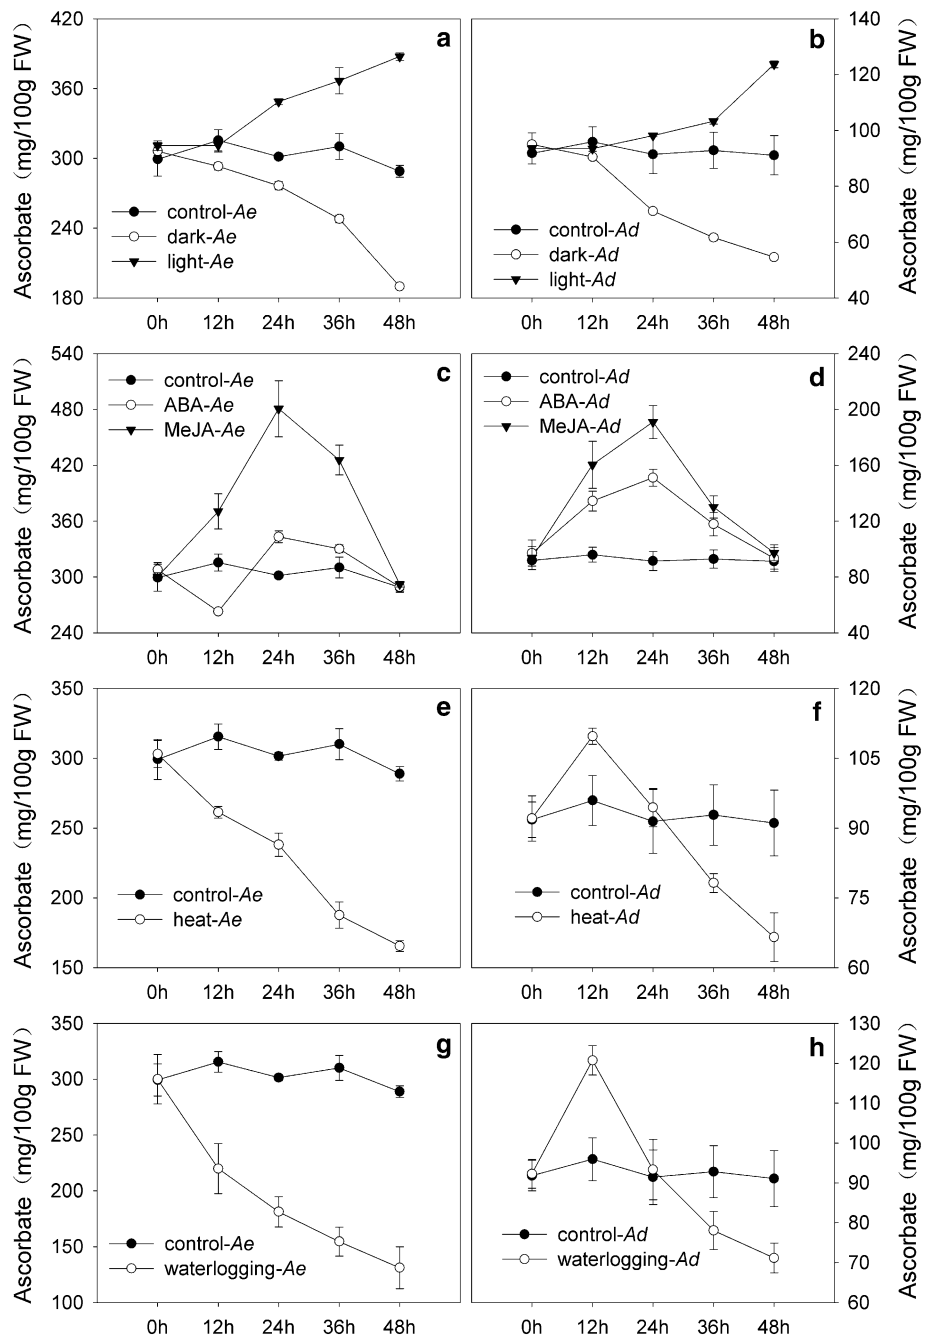 a
Ascorbate（mg/100g FW）
420
360
300
240
180
control-Ae
dark-Ae
light-Ae
0h 12h 24h 36h 48h
b
Ascorbate（mg/100g FW）
140
120
100
80
60
40
control-Ad
dark-Ad
light-Ad
0h 12h 24h 36h 48h
c
Ascorbate（mg/100g FW）
540
480
420
360
300
240
control-Ae
ABA-Ae
MeJA-Ae
0h 12h 24h 36h 48h
d
Ascorbate（mg/100g FW）
240
200
160
120
80
40
control-Ad
ABA-Ad
MeJA-Ad
0h 12h 24h 36h 48h
e
Ascorbate（mg/100g FW）
350
300
250
200
150
control-Ae
heat-Ae
0h 12h 24h 36h 48h
f
Ascorbate（mg/100g FW）
120
105
90
75
60
control-Ad
heat-Ad
0h 12h 24h 36h 48h
g
Ascorbate（mg/100g FW）
350
300
250
200
150
100
control-Ae
waterlogging-Ae
0h 12h 24h 36h 48h
h
Ascorbate（mg/100g FW）
130
120
110
100
90
80
70
60
control-Ad
waterlogging-Ad
0h 12h 24h 36h 48h